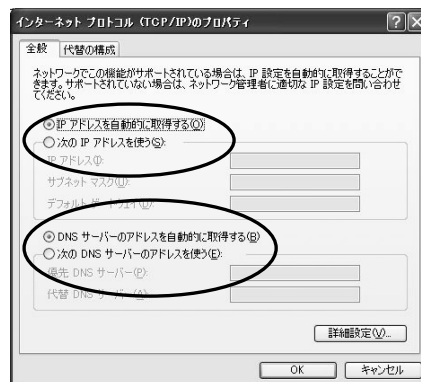 インターネット プロトコル (TCP/IP)のプロパティ
全般 代替の構成
ネットワークでこの機能がサポートされている場合は、IP 設定を自動的に取得することがで
きます。サポートされていない場合は、ネットワーク管理者に適切な IP 設定を問い合わせ
てください。
IP アドレスを自動的に取得する(O)
次の IP アドレスを使う(S):
IP アドレス(I):
サブネット マスク(U):
デフォルト ゲートウェイ(D):
DNS サーバーのアドレスを自動的に取得する(B)
次の DNS サーバーのアドレスを使う(E):
優先 DNS サーバー(P):
代替 DNS サーバー(A):
詳細設定(V)...
OK キャンセル